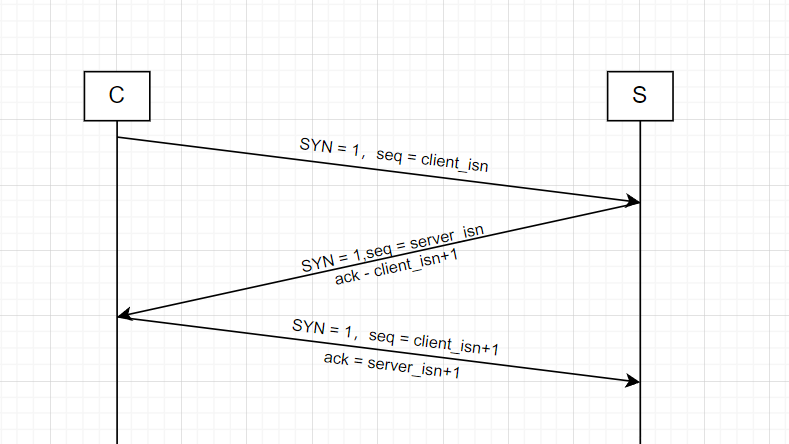 C
S
SYN = 1，seq = client_isn
SYN = 1,seq = server_isn
ack - client_isn+1
SYN = 1，seq = client_isn+1
ack = server_isn+1